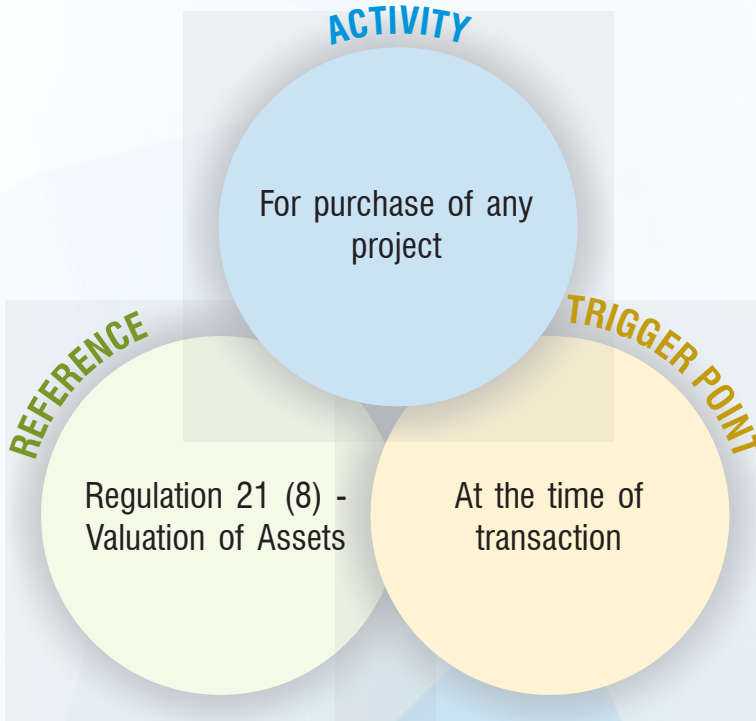 ACTIVITY
For purchase of any
project
REFERENCE
Regulation 21 (8) -
Valuation of Assets
TRIGGER POINT
At the time of
transaction